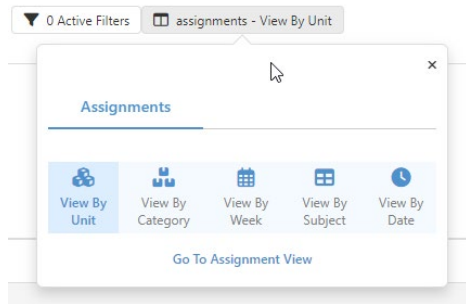 0 Active Filters assignments - View By Unit
×
Assignments
View By Unit
View By Category
View By Week
View By Subject
View By Date
Go To Assignment View